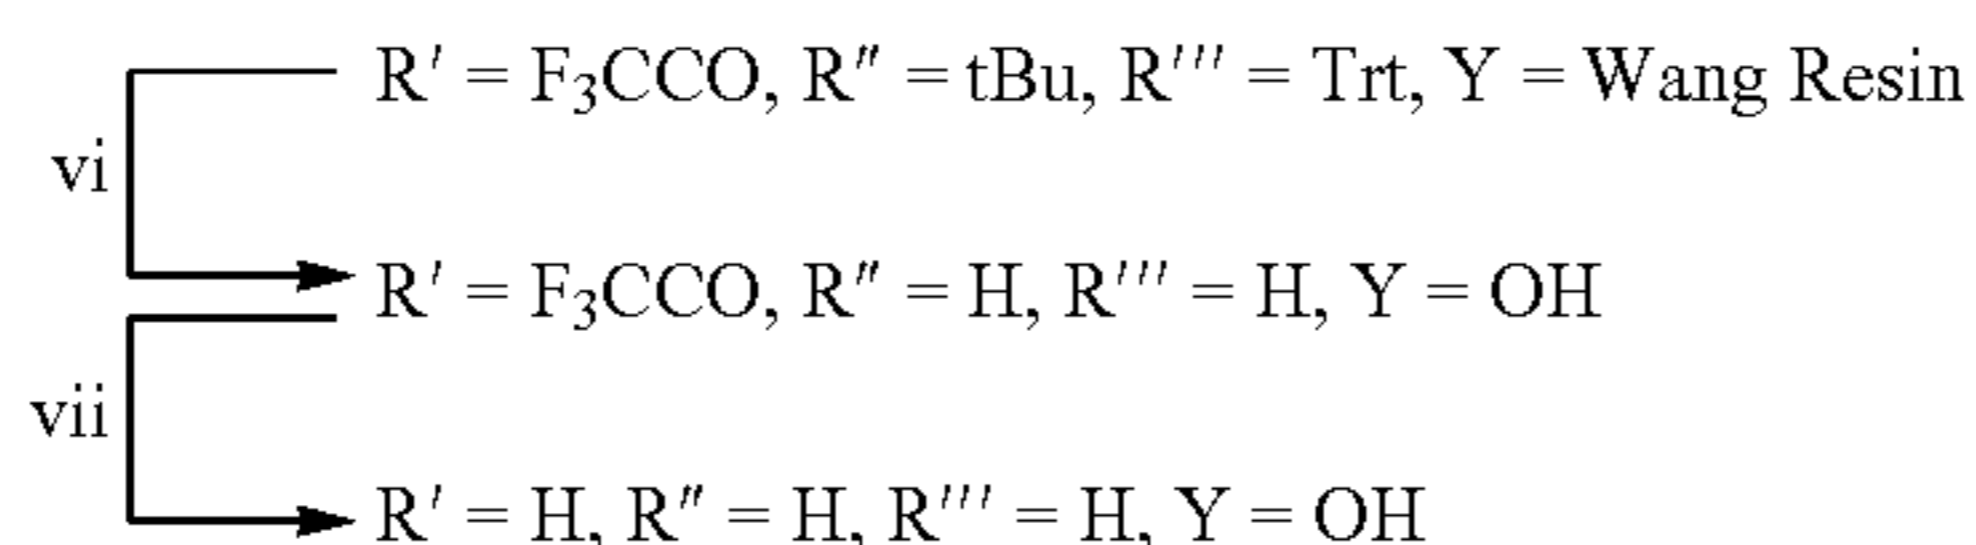 R′ = F₃CCO, R″ = tBu, R‴ = Trt, Y = Wang Resin
vi
R′ = F₃CCO, R″ = H, R‴ = H, Y = OH
vii
R′ = H, R″ = H, R‴ = H, Y = OH